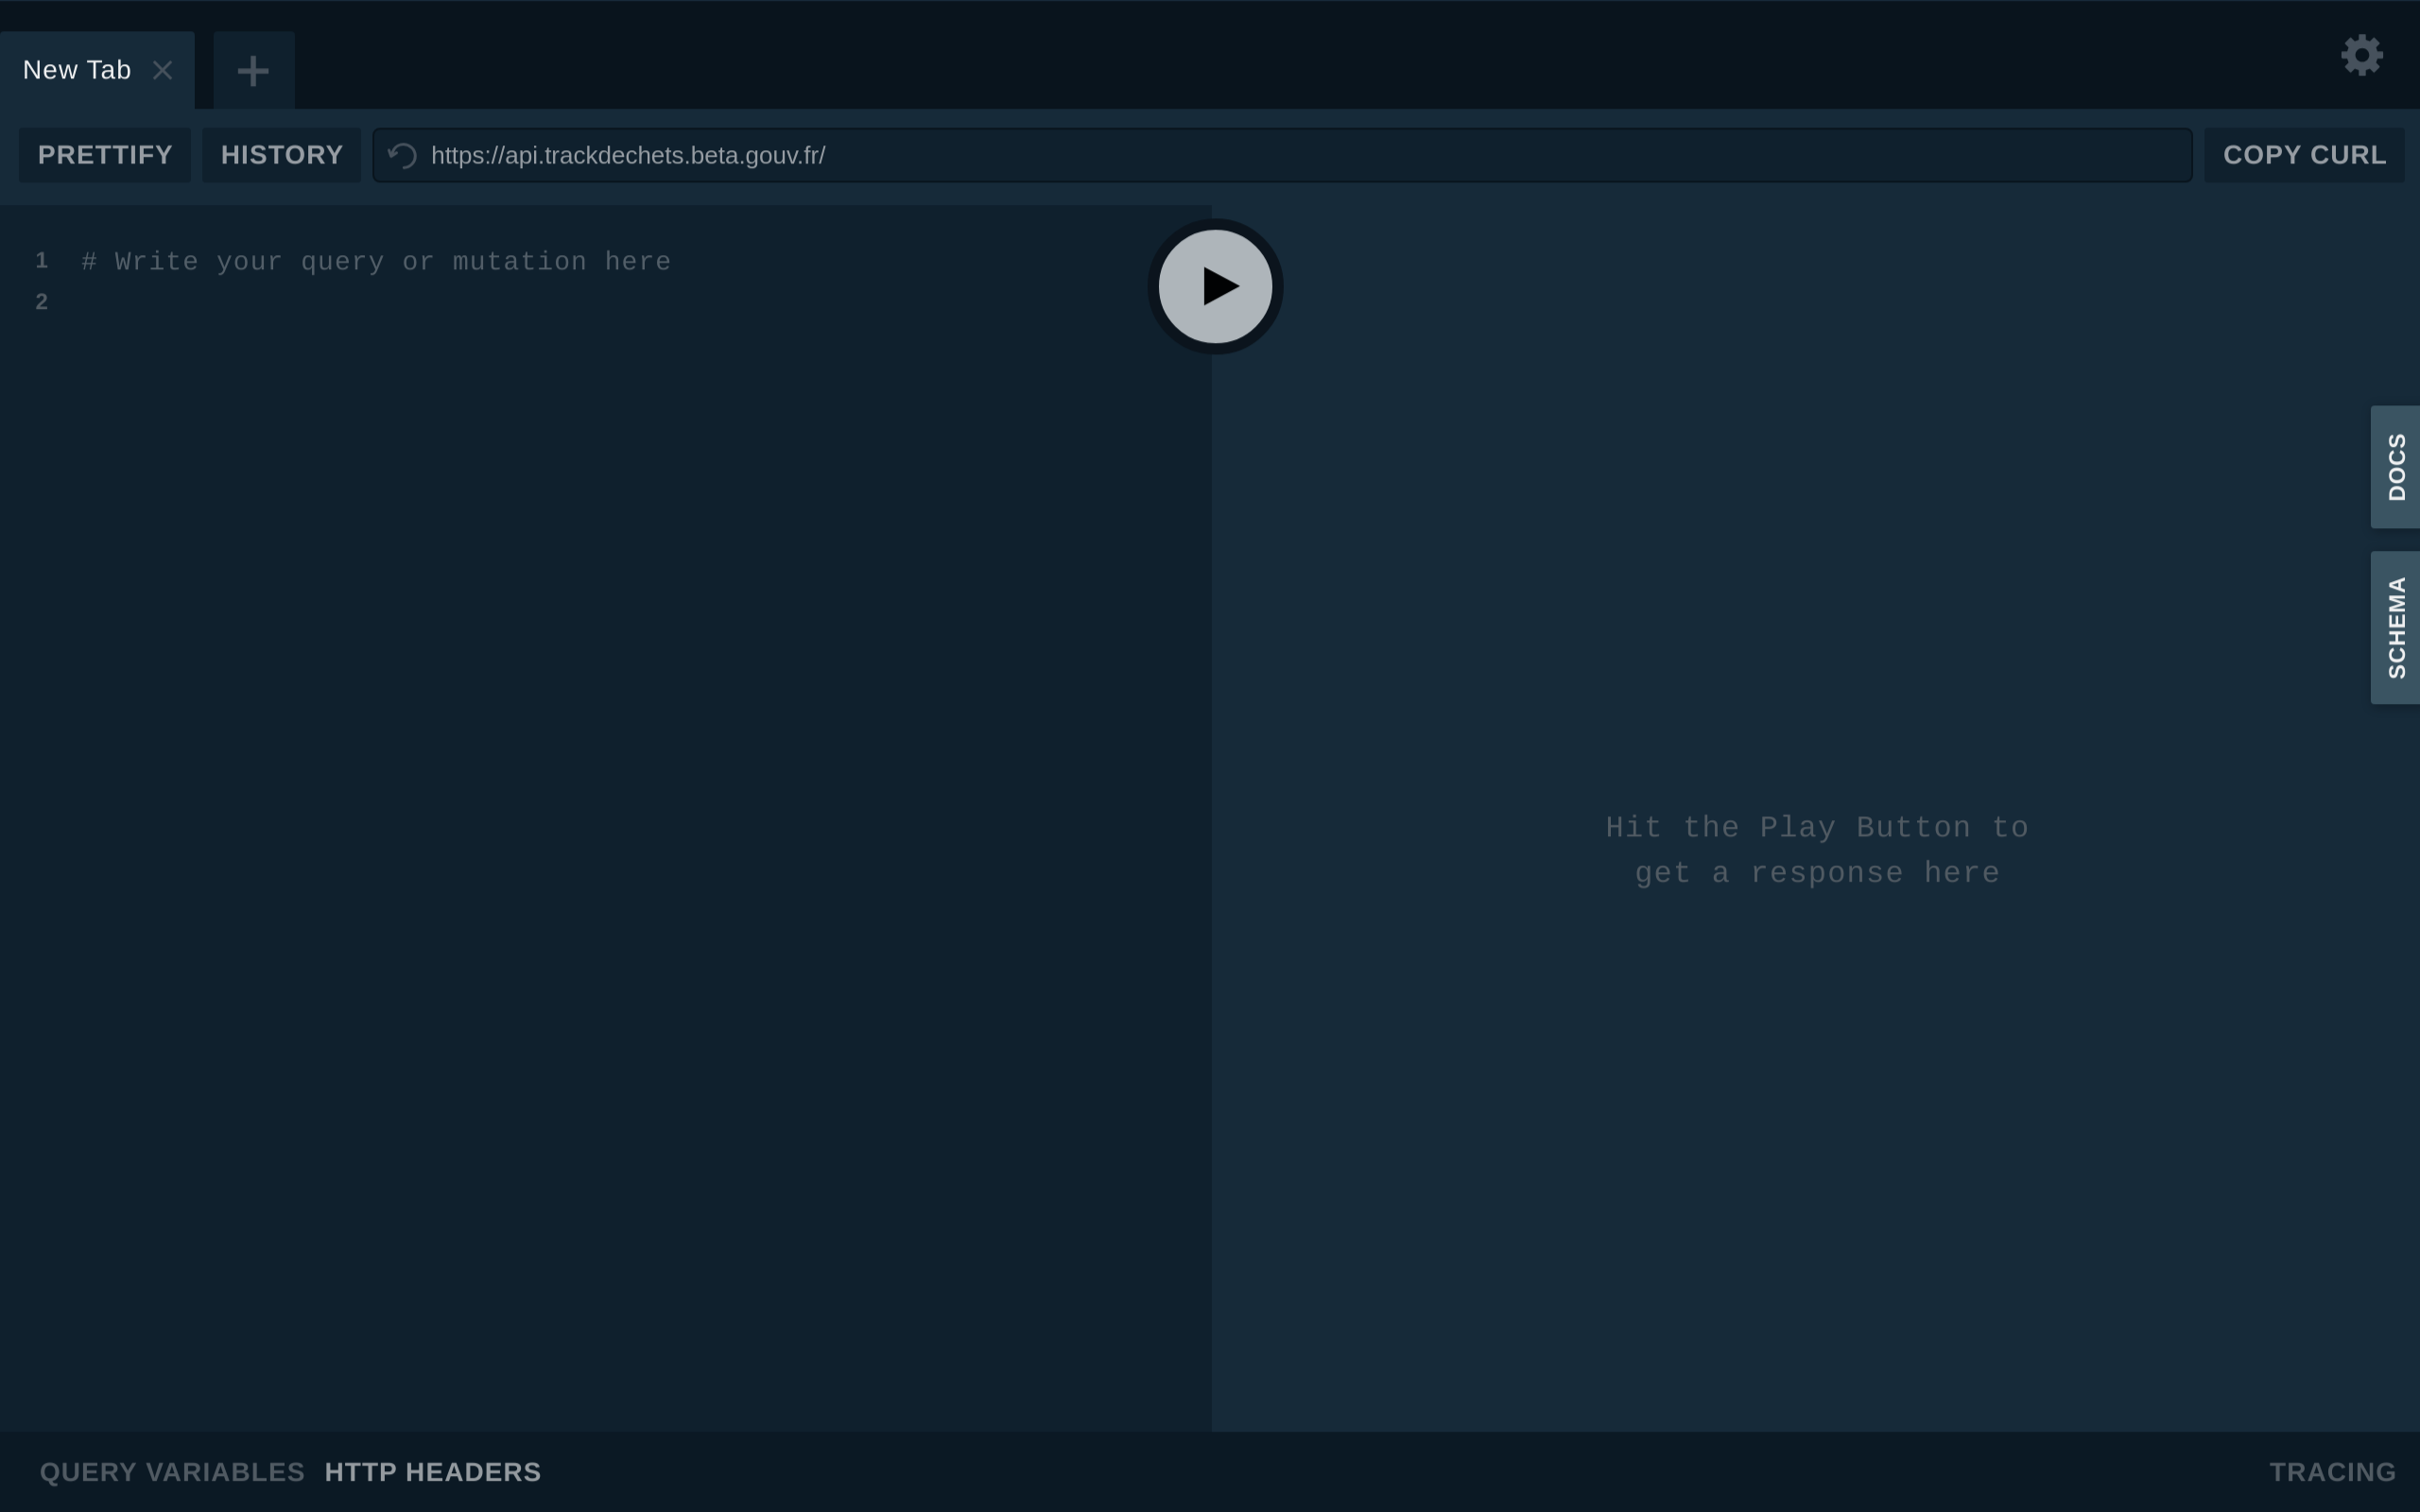 New Tab
PRETTIFY HISTORY https://api.trackdechets.beta.gouv.fr/ COPY CURL
1 # Write your query or mutation here
2
DOCS
SCHEMA
Hit the Play Button to
get a response here
QUERY VARIABLES HTTP HEADERS TRACING